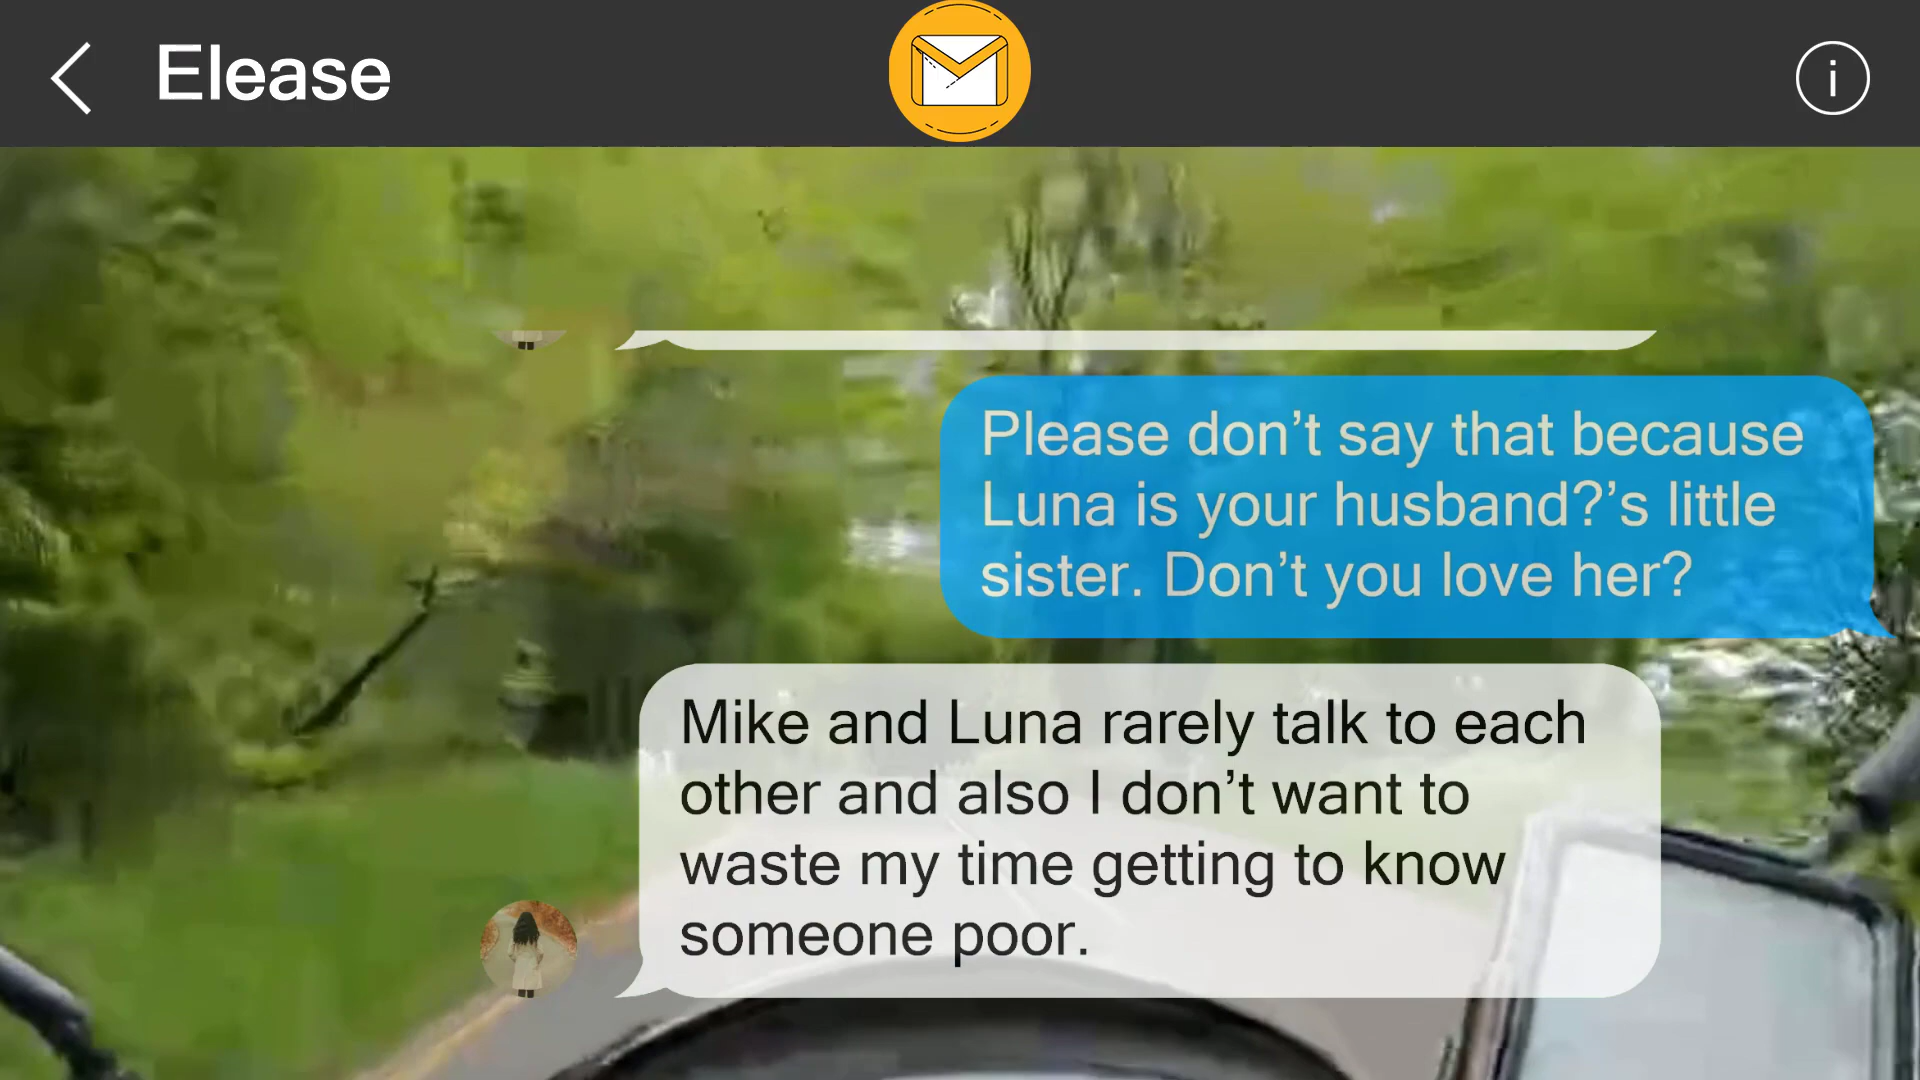 Elease
Please don’t say that because
Luna is your husband?’s little
sister. Don’t you love her?
Mike and Luna rarely talk to each
other and also I don’t want to
waste my time getting to know
someone poor.